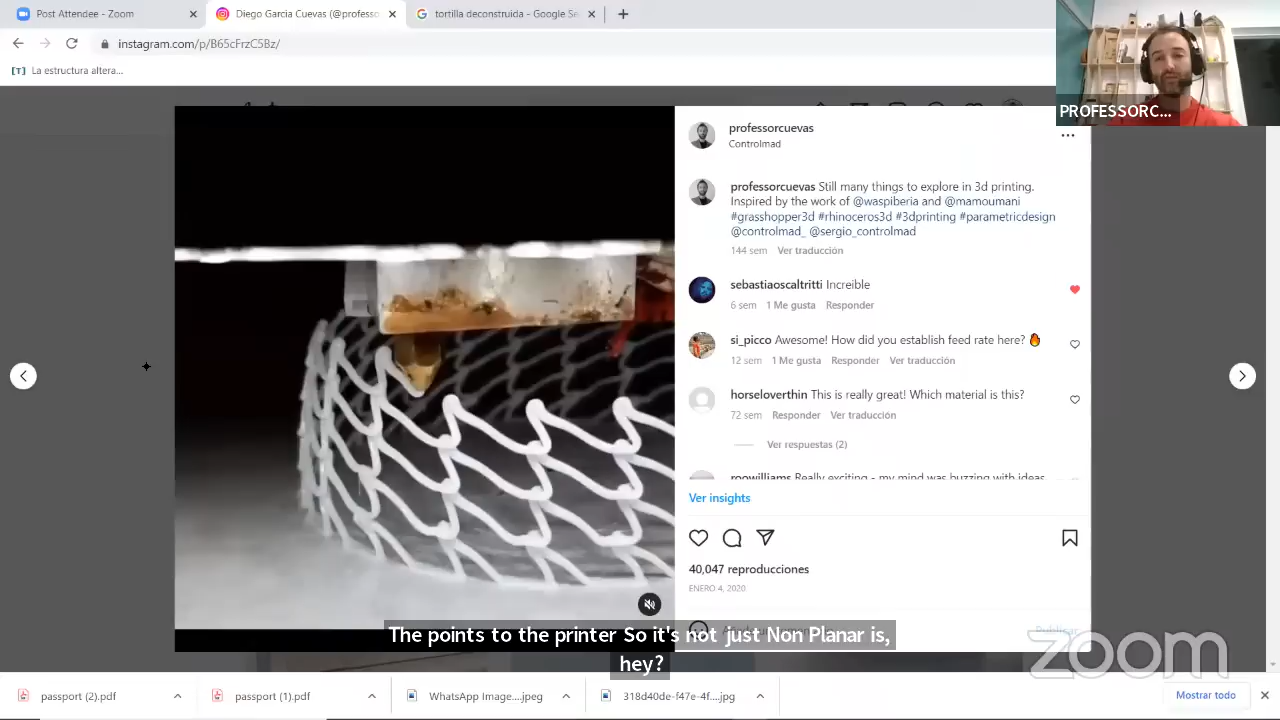 Post Attendee - Zoom
Diego Garcia Cuevas (@professo
tortilla deconstruida - Google Se
instagram.com/p/B65cFrzC5Bz/
[T] La estructura altera...
PROFESSORC...
professorcuevas
Controlmad
professorcuevas Still many things to explore in 3d printing.
Inspired by the work of @waspiberia and @mamoumani
#grasshopper3d #rhinoceros3d #3dprinting #parametricdesign
@controlmad_ @sergio_controlmad
144 sem Ver traducción
sebastiaoscaltritti Increible
6 sem 1 Me gusta Responder
si_picco Awesome! How did you establish feed rate here? 🔥
12 sem 1 Me gusta Responder Ver traducción
horseloverthin This is really great! Which material is this?
72 sem Responder Ver traducción
Ver respuestas (2)
roowilliams Really exciting - my mind was buzzing with ideas
Ver insights
40,047 reproducciones
ENERO 4, 2020
Publicar
The points to the printer So it's not just Non Planar is,
hey?
zoom
passport (2).pdf
passport (1).pdf
WhatsApp Image....jpeg
318d40de-f47e-4f....jpg
Mostrar todo